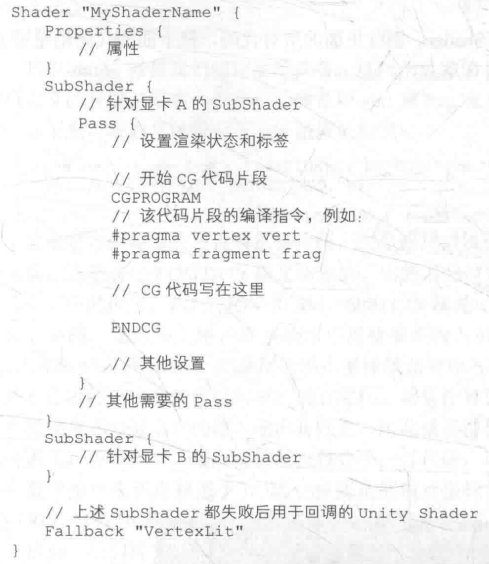 Shader "MyShaderName" {
    Properties {
        // 属性
    }
    SubShader {
        // 针对显卡 A 的 SubShader
        Pass {
            // 设置渲染状态和标签

            // 开始 CG 代码片段
            CGPROGRAM
            // 该代码片段的编译指令，例如：
            #pragma vertex vert
            #pragma fragment frag

            // CG 代码写在这里

            ENDCG

            // 其他设置
        }
        // 其他需要的 Pass
    }
    SubShader {
        // 针对显卡 B 的 SubShader
    }

    // 上述 SubShader 都失败后用于回调的 Unity Shader
    Fallback "VertexLit"
}